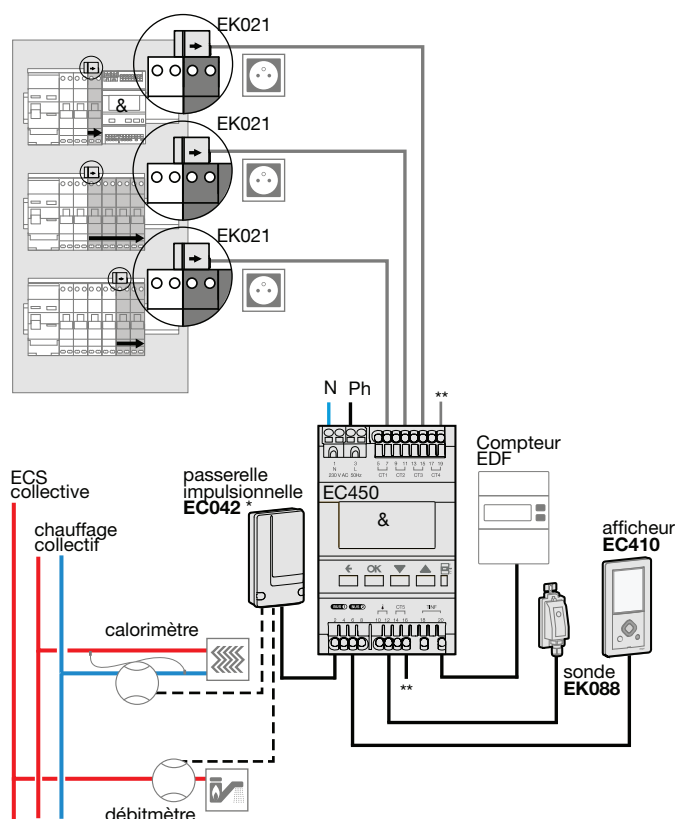 EK021
&
EK021
EK021
N Ph **
1 3 5 7 9 11 13 15 17 19
N L CT1 CT2 CT3 CT4
230 V AC 50Hz
EC450
&
OK
CT5 TINF
2 4 6 8 10 12 14 16 18 20
**
Compteur
EDF
afficheur
EC410
sonde
EK088
passerelle
impulsionnelle
EC042 *
ECS
collective
chauffage
collectif
calorimètre
débitmètre